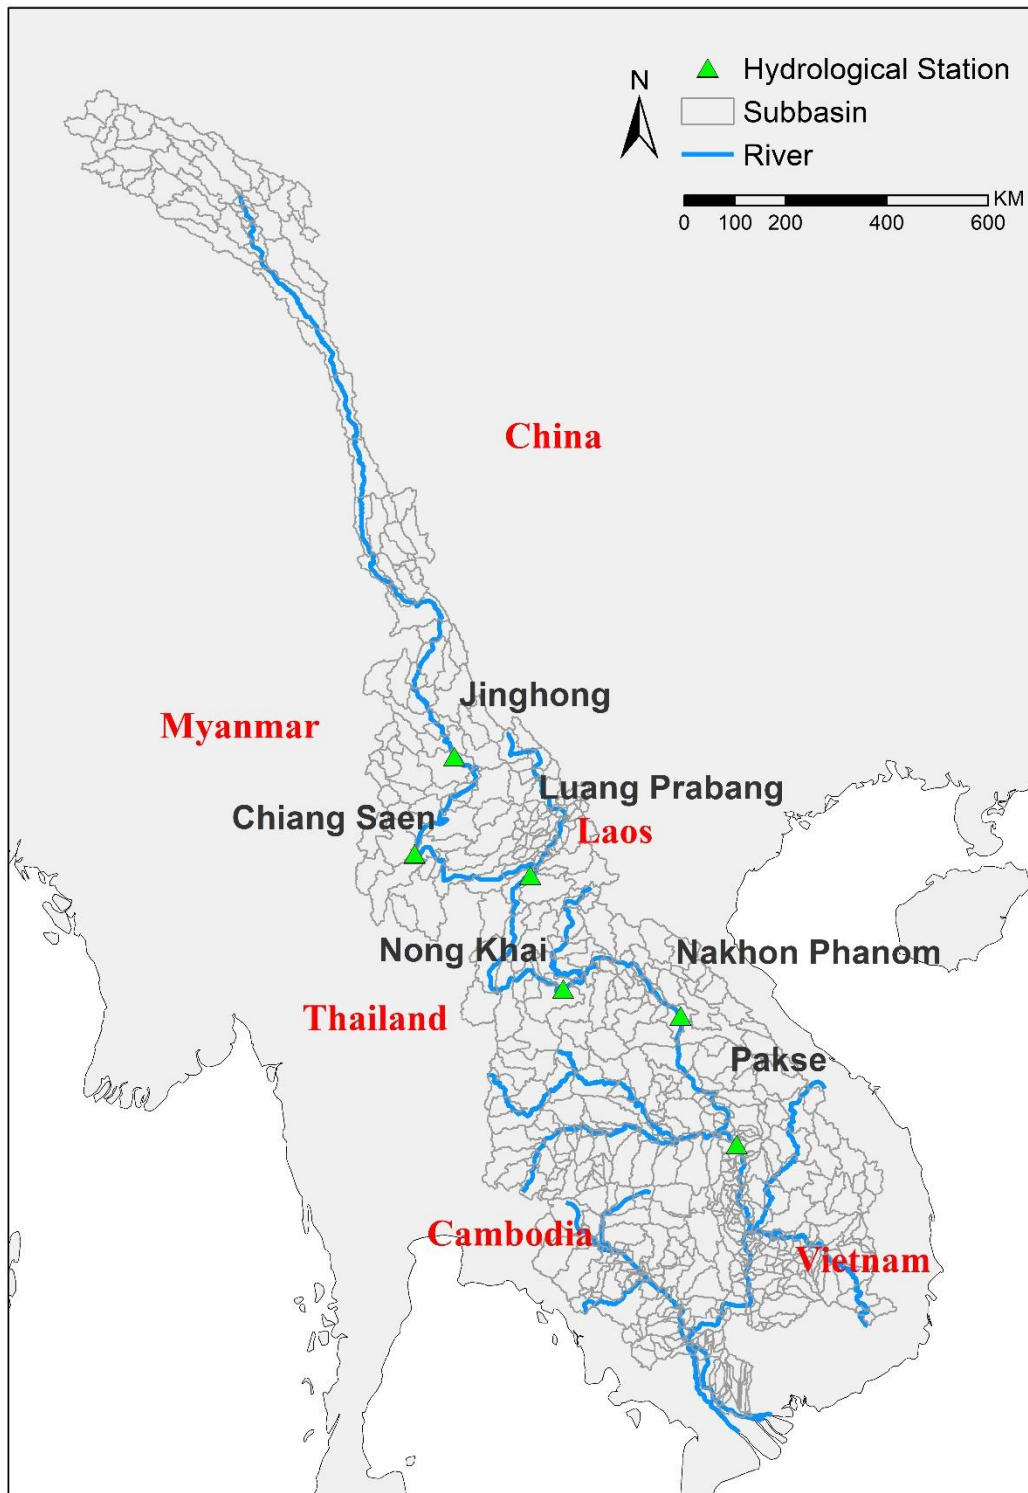 N
Hydrological Station
Subbasin
River
KM
0 100 200 400 600
China
Jinghong
Myanmar
Luang Prabang
Chiang Saen
Laos
Nong Khai
Nakhon Phanom
Thailand
Pakse
Cambodia
Vietnam